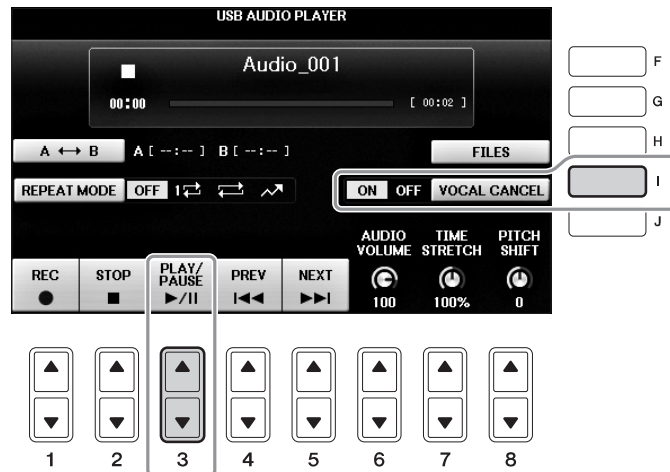 USB AUDIO PLAYER
Audio_001
00:00 [ 00:02 ]
A ↔ B A [ --:-- ] B [ --:-- ] FILES
REPEAT MODE OFF 1 ON OFF VOCAL CANCEL
AUDIO VOLUME TIME STRETCH PITCH SHIFT
REC STOP PLAY/PAUSE PREV NEXT 100 100% 0
F
G
H
I
J
1 2 3 4 5 6 7 8